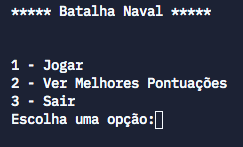 ***** Batalha Naval *****
1 - Jogar
2 - Ver Melhores Pontuações
3 - Sair
Escolha uma opção: